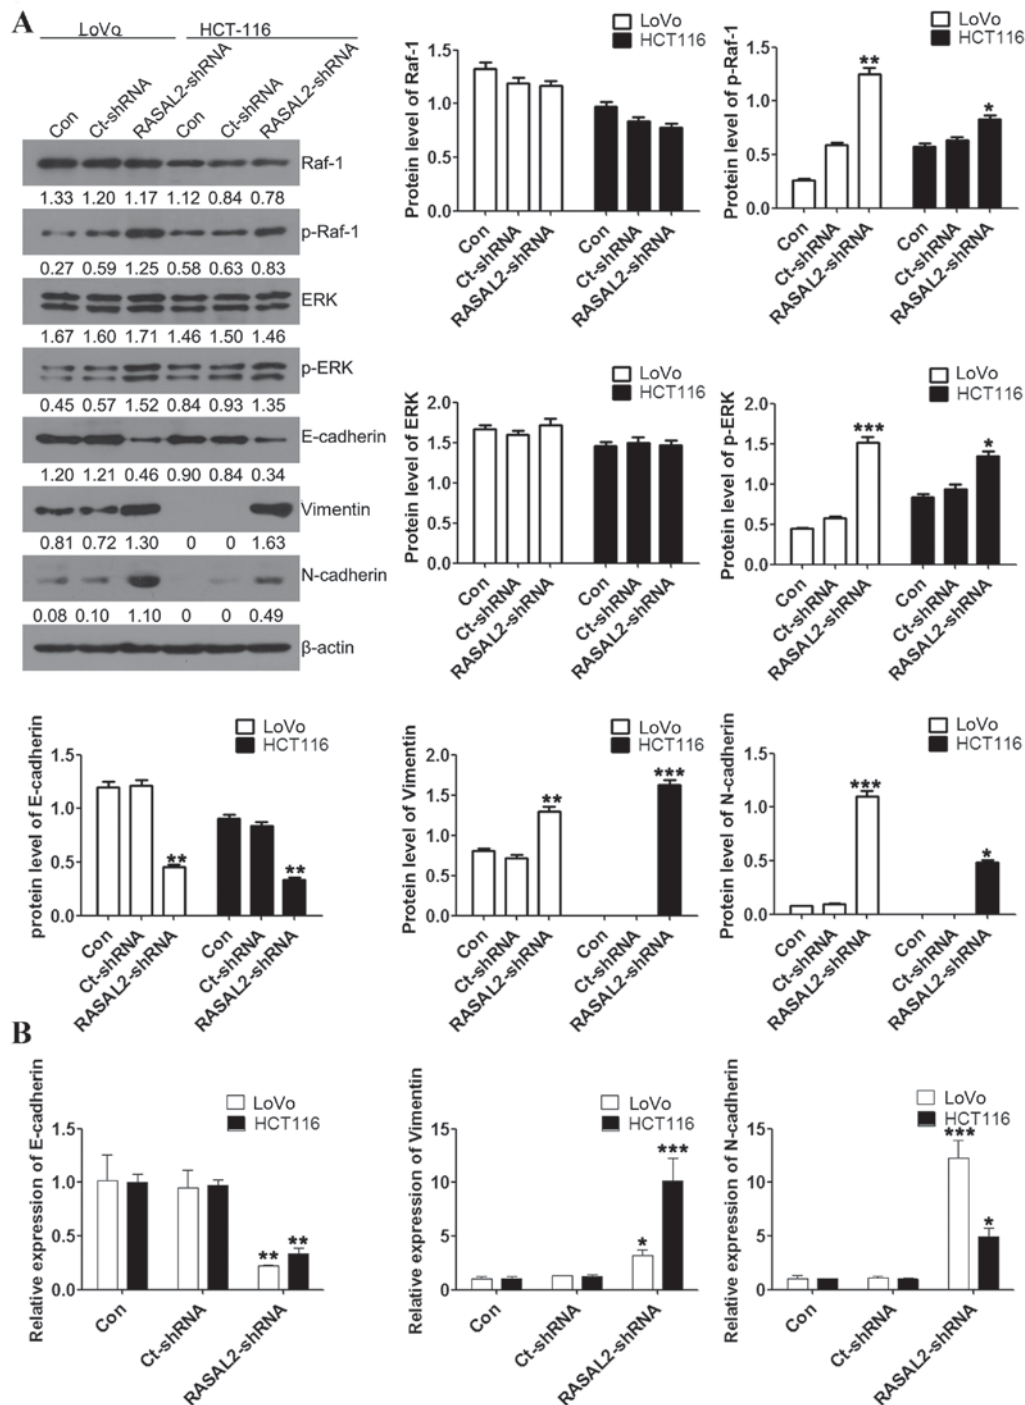 A
LoVo HCT-116
Con Ct-shRNA RASAL2-shRNA Con Ct-shRNA RASAL2-shRNA
Raf-1
1.33 1.20 1.17 1.12 0.84 0.78
p-Raf-1
0.27 0.59 1.25 0.58 0.63 0.83
ERK
1.67 1.60 1.71 1.46 1.50 1.46
p-ERK
0.45 0.57 1.52 0.84 0.93 1.35
E-cadherin
1.20 1.21 0.46 0.90 0.84 0.34
Vimentin
0.81 0.72 1.30 0 0 1.63
N-cadherin
0.08 0.10 1.10 0 0 0.49
β-actin
LoVo
HCT116
Protein level of Raf-1
1.5
1.0
0.5
0.0
Con Ct-shRNA RASAL2-shRNA Con Ct-shRNA RASAL2-shRNA
LoVo
HCT116
Protein level of p-Raf-1
1.5
1.0
0.5
0.0
** *
Con Ct-shRNA RASAL2-shRNA Con Ct-shRNA RASAL2-shRNA
LoVo
HCT116
Protein level of ERK
2.0
1.5
1.0
0.5
0.0
Con Ct-shRNA RASAL2-shRNA Con Ct-shRNA RASAL2-shRNA
LoVo
HCT116
Protein level of p-ERK
2.0
1.5
1.0
0.5
0.0
*** *
Con Ct-shRNA RASAL2-shRNA Con Ct-shRNA RASAL2-shRNA
LoVo
HCT116
protein level of E-cadherin
1.5
1.0
0.5
0.0
** **
Con Ct-shRNA RASAL2-shRNA Con Ct-shRNA RASAL2-shRNA
LoVo
HCT116
Protein level of Vimentin
2.0
1.5
1.0
0.5
0.0
** ***
Con Ct-shRNA RASAL2-shRNA Con Ct-shRNA RASAL2-shRNA
LoVo
HCT116
Protein level of N-cadherin
1.5
1.0
0.5
0.0
*** *
Con Ct-shRNA RASAL2-shRNA Con Ct-shRNA RASAL2-shRNA
B
LoVo
HCT116
Relative expression of E-cadherin
1.5
1.0
0.5
0.0
** **
Con Ct-shRNA RASAL2-shRNA
LoVo
HCT116
Relative expression of Vimentin
15
10
5
0
* ***
Con Ct-shRNA RASAL2-shRNA
LoVo
HCT116
Relative expression of N-cadherin
15
10
5
0
*** *
Con Ct-shRNA RASAL2-shRNA